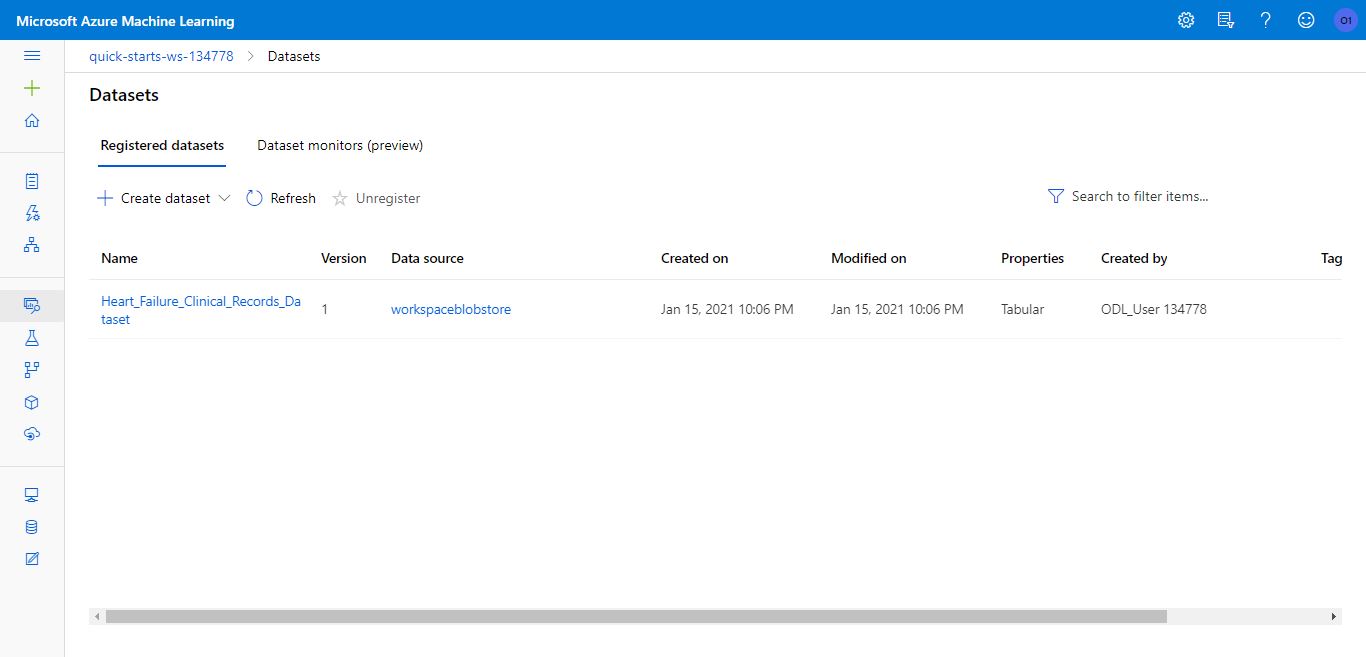 Microsoft Azure Machine Learning
? O1
quick-starts-ws-134778 > Datasets
Datasets
Registered datasets Dataset monitors (preview)
Create dataset Refresh Unregister Search to filter items...
Name Version Data source Created on Modified on Properties Created by Tag
Heart_Failure_Clinical_Records_Da
taset
1 workspaceblobstore Jan 15, 2021 10:06 PM Jan 15, 2021 10:06 PM Tabular ODL_User 134778